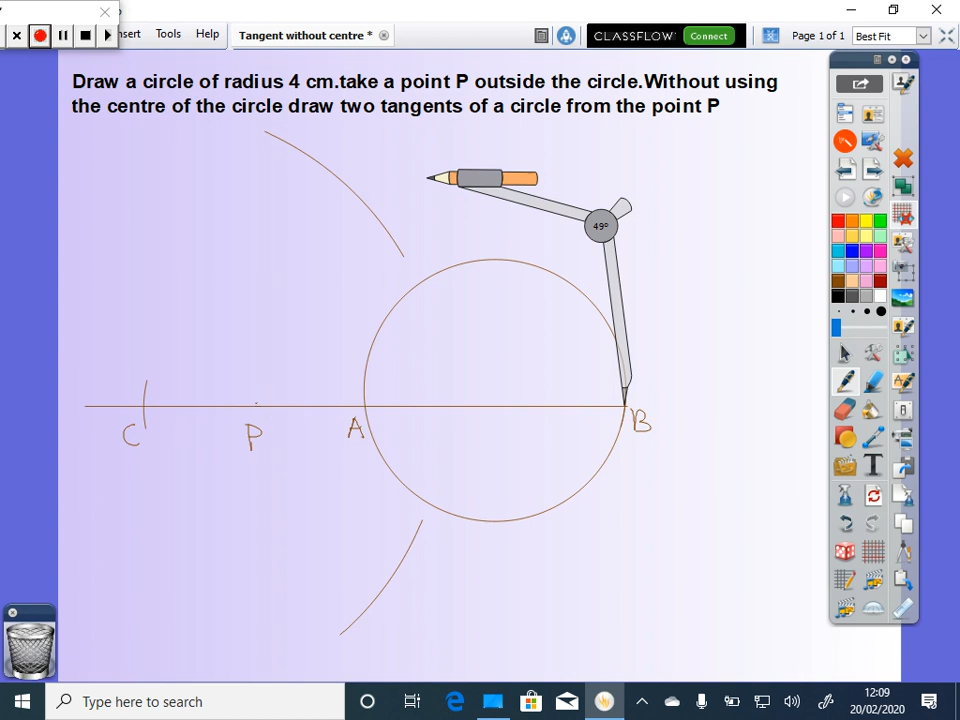 nsert Tools Help Tangent without centre * CLASSFLOW Connect Page 1 of 1 Best Fit
Draw a circle of radius 4 cm.take a point P outside the circle.Without using
the centre of the circle draw two tangents of a circle from the point P
49º
C P A B
T
Type here to search
12:09
20/02/2020